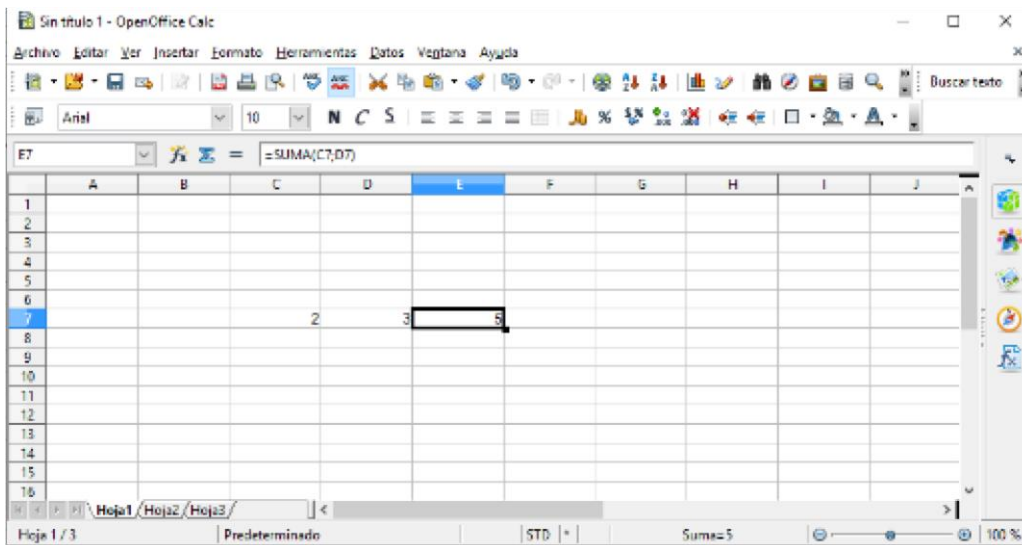 Sin título 1 - OpenOffice Calc
Archivo Editar Ver Insertar Formato Herramientas Datos Ventana Ayuda
Buscar texto
Arial 10 N C S %
E7 = =SUMA(C7;D7)
A B C D E F G H I J
1
2
3
4
5
6
7 2 3 5
8
9
10
11
12
13
14
15
16
Hoja1 Hoja2 Hoja3
Hoja 1 / 3 Predeterminado STD * Suma=5 100 %